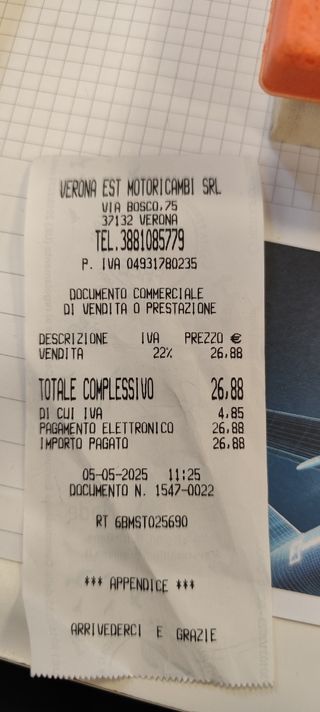 VERONA EST MOTORICAMBI SRL
VIA BOSCO,75
37132 VERONA
TEL.3881085779
P. IVA 04931780235
DOCUMENTO COMMERCIALE
DI VENDITA O PRESTAZIONE
DESCRIZIONE IVA PREZZO €
VENDITA 22% 26,88
TOTALE COMPLESSIVO 26,88
DI CUI IVA 4,85
PAGAMENTO ELETTRONICO 26,88
IMPORTO PAGATO 26,88
05-05-2025 11:25
DOCUMENTO N. 1547-0022
RT 6BMST025690
*** APPENDICE ***
ARRIVEDERCI E GRAZIE